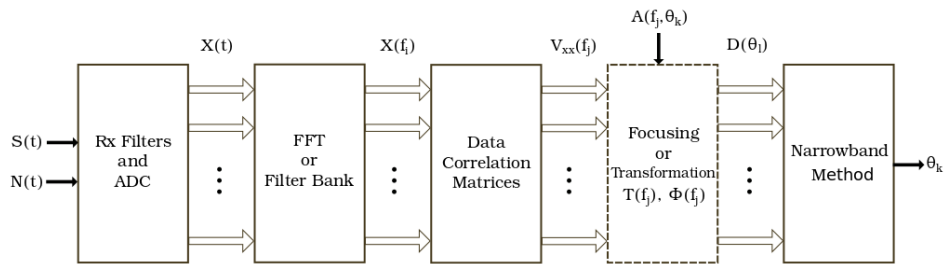 A(fⱼ,θₖ)
X(t)
X(fᵢ)
Vₓₓ(fⱼ)
D(θₗ)
S(t)
N(t)
Rx Filters
and
ADC
FFT
or
Filter Bank
Data
Correlation
Matrices
Focusing
or
Transformation
T(fⱼ), Φ(fⱼ)
Narrowband
Method
θₖ